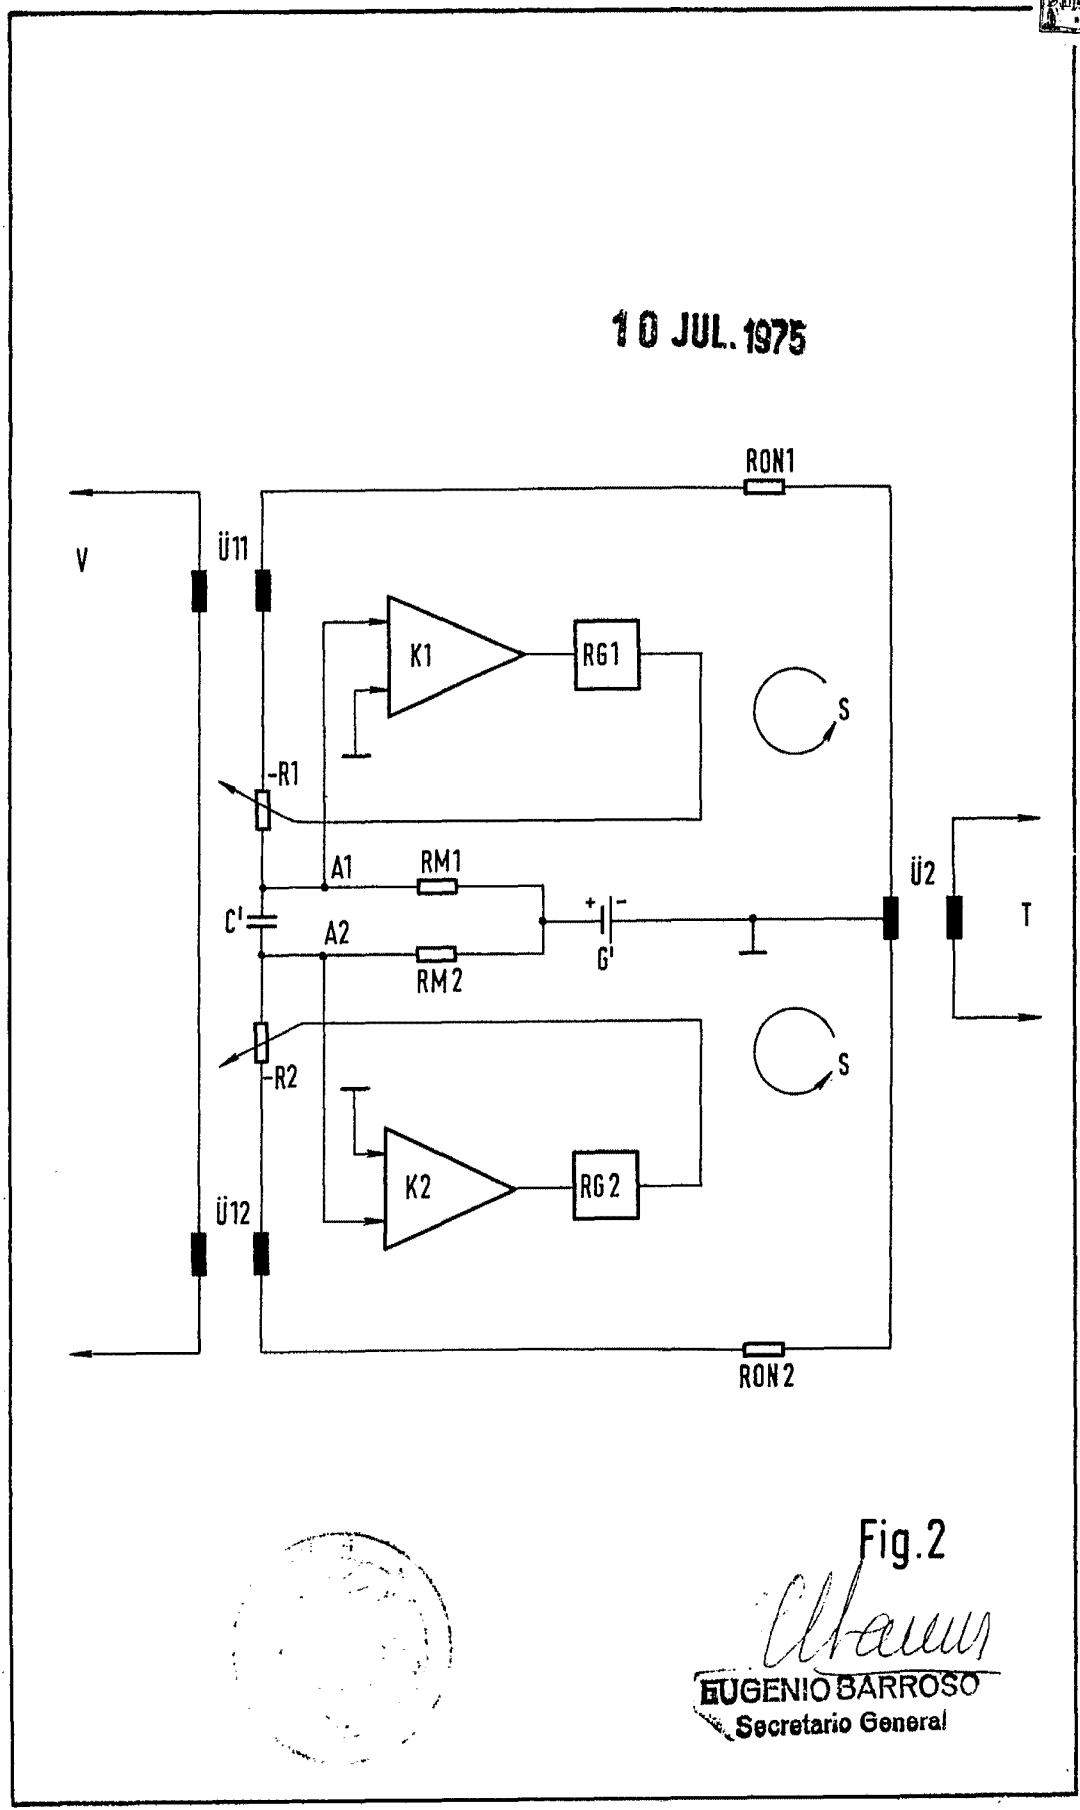 10 JUL. 1975
RON1
V
Ü11
K1
RG1
S
-R1
A1
RM1
Ü2
C'
+ -
T
A2
G'
RM2
S
-R2
K2
RG2
Ü12
RON2
Fig.2
EUGENIO BARROSO
Secretario General